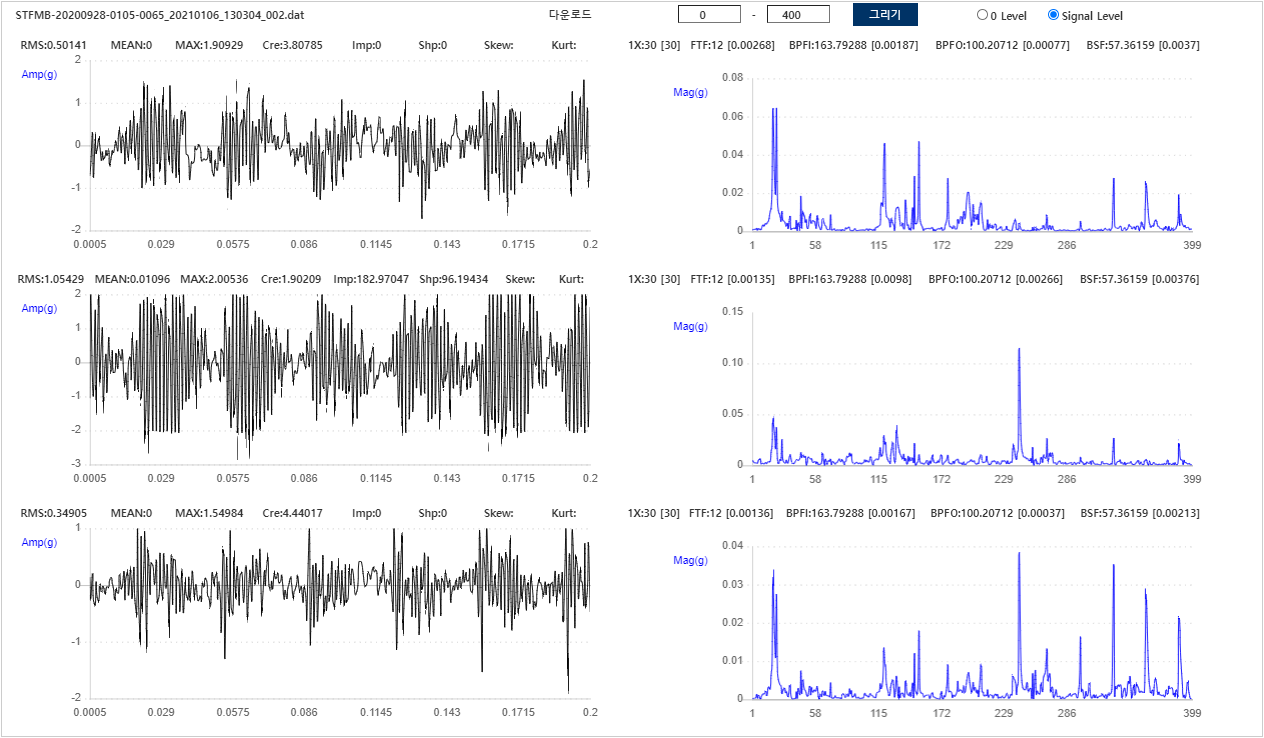 STFMB-20200928-0105-0065_20210106_130304_002.dat 다운로드 0 - 400 그리기 0 Level Signal Level
RMS:0.50141 MEAN:0 MAX:1.90929 Cre:3.80785 Imp:0 Shp:0 Skew: Kurt:
Amp(g)
2
1
0
-1
-2
0.0005 0.029 0.0575 0.086 0.1145 0.143 0.1715 0.2
1X:30 [30] FTF:12 [0.00268] BPFI:163.79288 [0.00187] BPFO:100.20712 [0.00077] BSF:57.36159 [0.0037]
Mag(g)
0.08
0.06
0.04
0.02
0
1 58 115 172 229 286 399
RMS:1.05429 MEAN:0.01096 MAX:2.00536 Cre:1.90209 Imp:182.97047 Shp:96.19434 Skew: Kurt:
Amp(g)
2
1
0
-1
-2
-3
0.0005 0.029 0.0575 0.086 0.1145 0.143 0.1715 0.2
1X:30 [30] FTF:12 [0.00135] BPFI:163.79288 [0.0098] BPFO:100.20712 [0.00266] BSF:57.36159 [0.00376]
Mag(g)
0.15
0.10
0.05
0
1 58 115 172 229 286 399
RMS:0.34905 MEAN:0 MAX:1.54984 Cre:4.44017 Imp:0 Shp:0 Skew: Kurt:
Amp(g)
1
0
-1
-2
0.0005 0.029 0.0575 0.086 0.1145 0.143 0.1715 0.2
1X:30 [30] FTF:12 [0.00136] BPFI:163.79288 [0.00167] BPFO:100.20712 [0.00037] BSF:57.36159 [0.00213]
Mag(g)
0.04
0.03
0.02
0.01
0
1 58 115 172 229 286 399